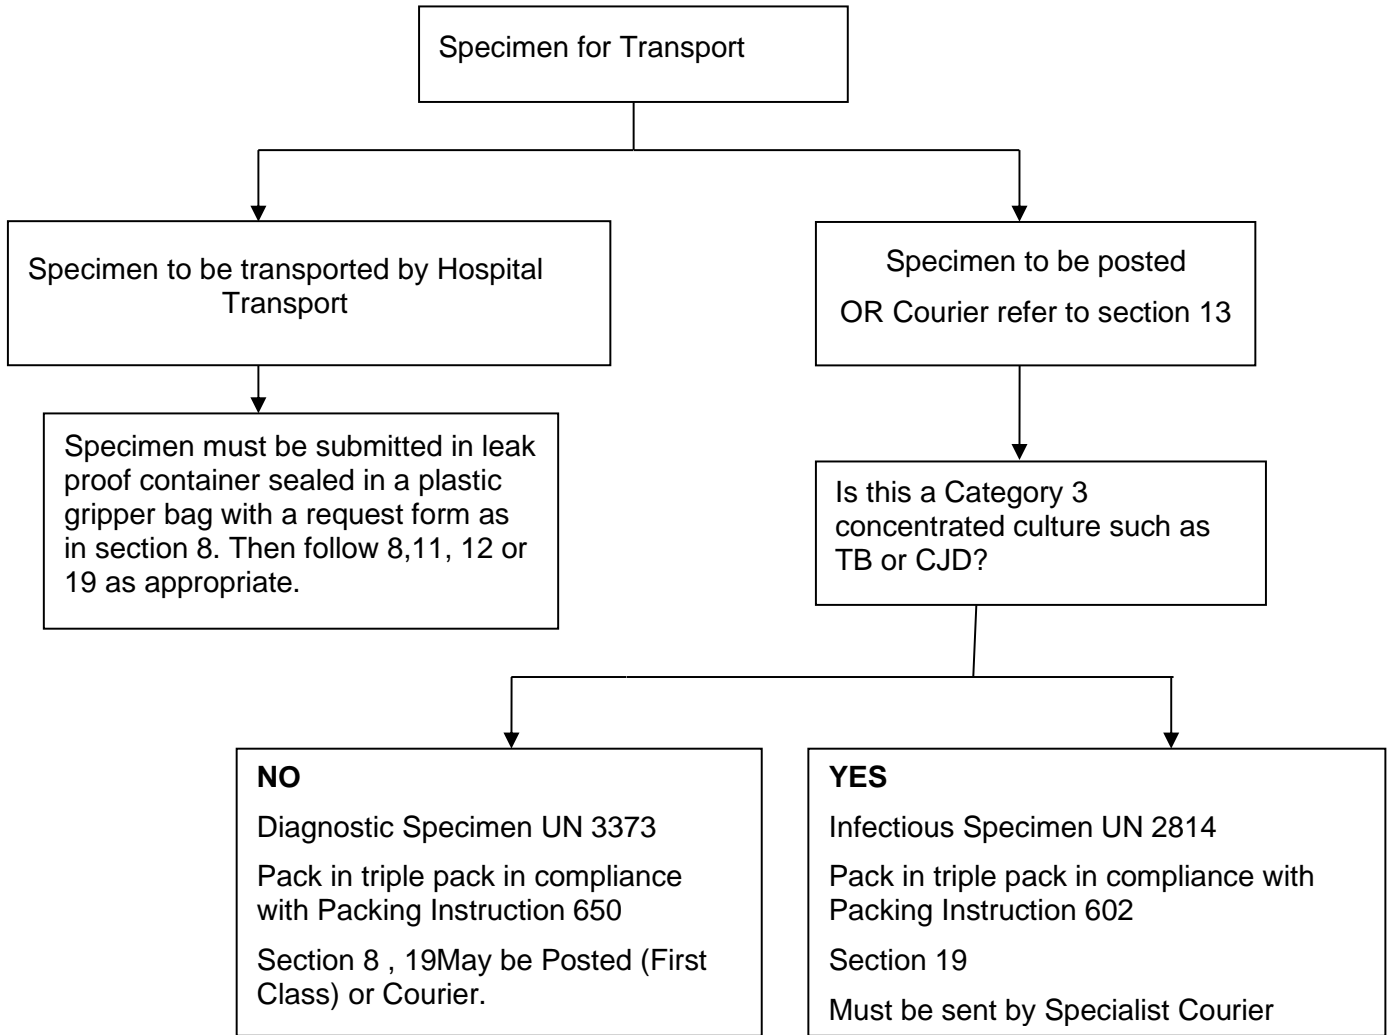 Specimen for Transport
Specimen to be transported by Hospital
Transport
Specimen to be posted
OR Courier refer to section 13
Specimen must be submitted in leak
proof container sealed in a plastic
gripper bag with a request form as
in section 8. Then follow 8,11, 12 or
19 as appropriate.
Is this a Category 3
concentrated culture such as
TB or CJD?
NO
Diagnostic Specimen UN 3373
Pack in triple pack in compliance
with Packing Instruction 650
Section 8 , 19May be Posted (First
Class) or Courier.
YES
Infectious Specimen UN 2814
Pack in triple pack in compliance with
Packing Instruction 602
Section 19
Must be sent by Specialist Courier